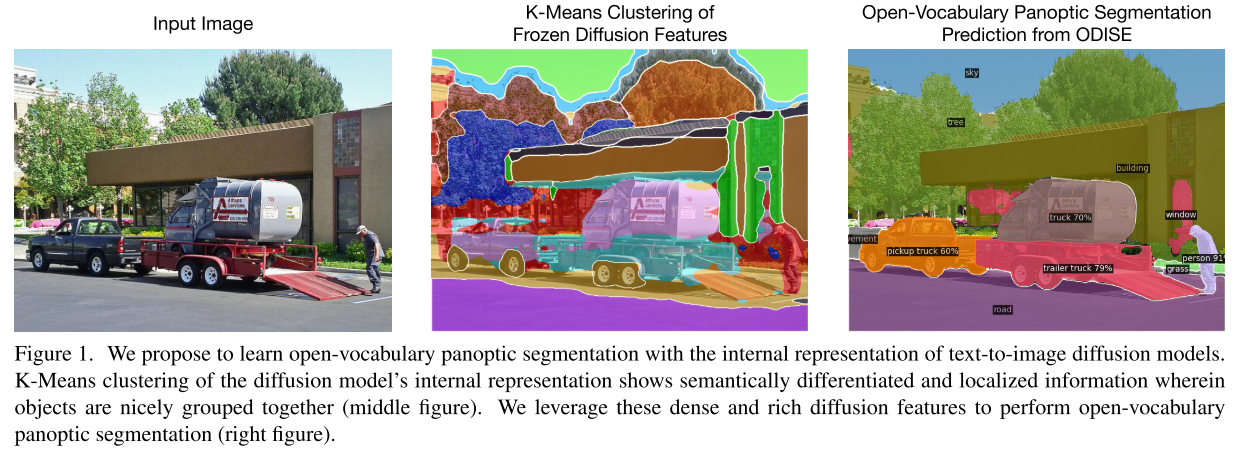 Input Image
K-Means Clustering of
Frozen Diffusion Features
Open-Vocabulary Panoptic Segmentation
Prediction from ODISE
sky
tree
building
truck 70%
window
vement
pickup truck 60%
person 91
trailer truck 79%
grass
road
Figure 1. We propose to learn open-vocabulary panoptic segmentation with the internal representation of text-to-image diffusion models.
K-Means clustering of the diffusion model's internal representation shows semantically differentiated and localized information wherein
objects are nicely grouped together (middle figure). We leverage these dense and rich diffusion features to perform open-vocabulary
panoptic segmentation (right figure).